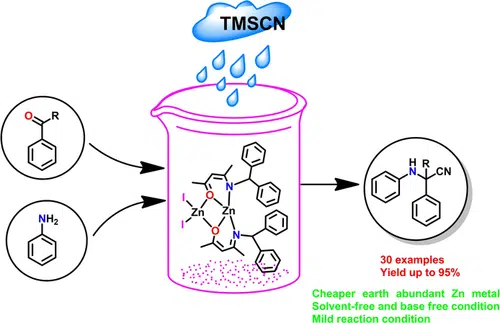 TMSCN
O
R
NH2
I
I
Zn
O
O
Zn
N
N
H
N
R
CN
30 examples
Yield up to 95%
Cheaper earth abundant Zn metal
Solvent-free and base free condition
Mild reaction condition